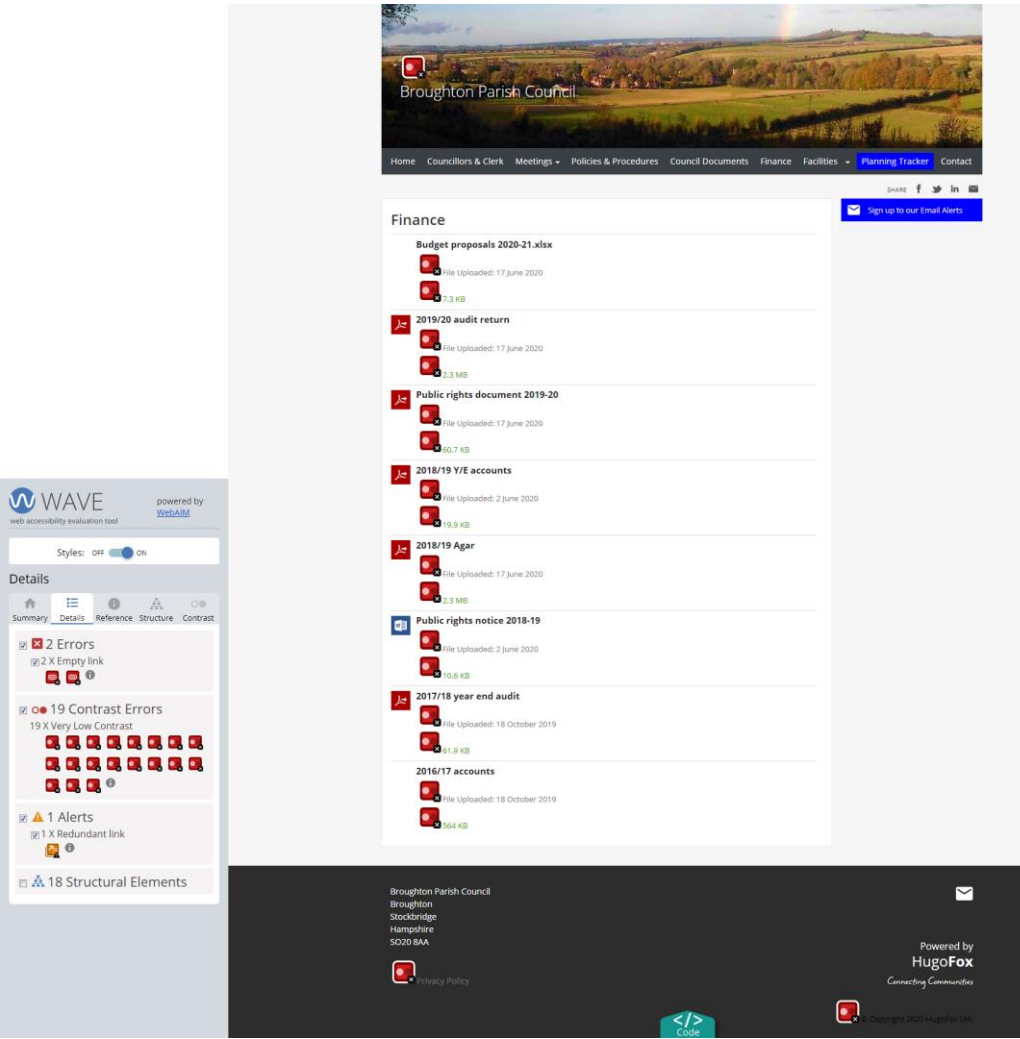 WAVE
web accessibility evaluation tool
powered by
WebAIM
Styles: OFF ON
Details
Summary Details Reference Structure Contrast
2 Errors
2 X Empty link
19 Contrast Errors
19 X Very Low Contrast
1 Alerts
1 X Redundant link
18 Structural Elements
Broughton Parish Council
Home Councillors & Clerk Meetings Policies & Procedures Council Documents Finance Facilities Planning Tracker Contact
SHARE
Sign up to our Email Alerts
Finance
Budget proposals 2020-21.xlsx
File Uploaded: 17 June 2020
7.3 KB
2019/20 audit return
File Uploaded: 17 June 2020
2.3 MB
Public rights document 2019-20
File Uploaded: 17 June 2020
60.7 KB
2018/19 Y/E accounts
File Uploaded: 2 June 2020
19.9 KB
2018/19 Agar
File Uploaded: 17 June 2020
2.3 MB
Public rights notice 2018-19
File Uploaded: 2 June 2020
10.6 KB
2017/18 year end audit
File Uploaded: 18 October 2019
61.9 KB
2016/17 accounts
File Uploaded: 18 October 2019
564 KB
Broughton Parish Council
Broughton
Stockbridge
Hampshire
SO20 8AA
Privacy Policy
Powered by
HugoFox
Connecting Communities
© Copyright 2020 HugoFox Ltd.
</> 
Code